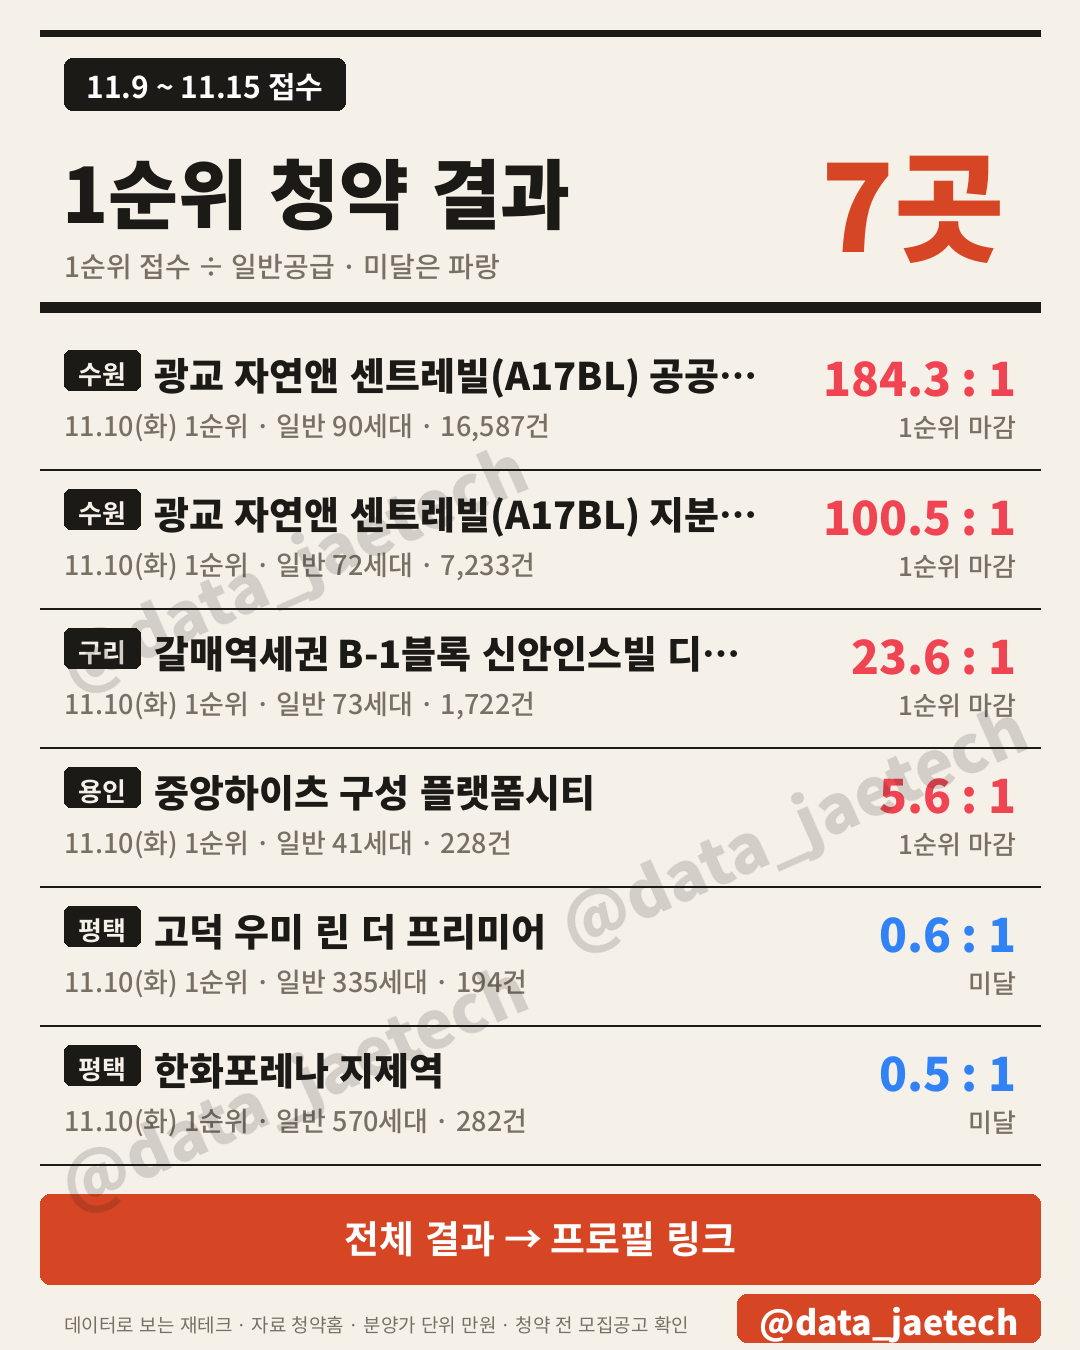 11.9 ~ 11.15 접수
1순위 청약 결과
7곳
1순위 접수 ÷ 일반공급 · 미달은 파랑
수원 광교 자연앤 센트레빌(A17BL) 공공… 184.3 : 1
11.10(화) 1순위 · 일반 90세대 · 16,587건 1순위 마감
수원 광교 자연앤 센트레빌(A17BL) 지분… 100.5 : 1
11.10(화) 1순위 · 일반 72세대 · 7,233건 1순위 마감
구리 갈매역세권 B-1블록 신안인스빌 디… 23.6 : 1
11.10(화) 1순위 · 일반 73세대 · 1,722건 1순위 마감
용인 중앙하이츠 구성 플랫폼시티 5.6 : 1
11.10(화) 1순위 · 일반 41세대 · 228건 1순위 마감
평택 고덕 우미 린 더 프리미어 0.6 : 1
11.10(화) 1순위 · 일반 335세대 · 194건 미달
평택 한화포레나 지제역 0.5 : 1
11.10(화) 1순위 · 일반 570세대 · 282건 미달
@data_jaetech
@data_jaetech
@data_jaetech
전체 결과 → 프로필 링크
데이터로 보는 재테크 · 자료 청약홈 · 분양가 단위 만원 · 청약 전 모집공고 확인
@data_jaetech